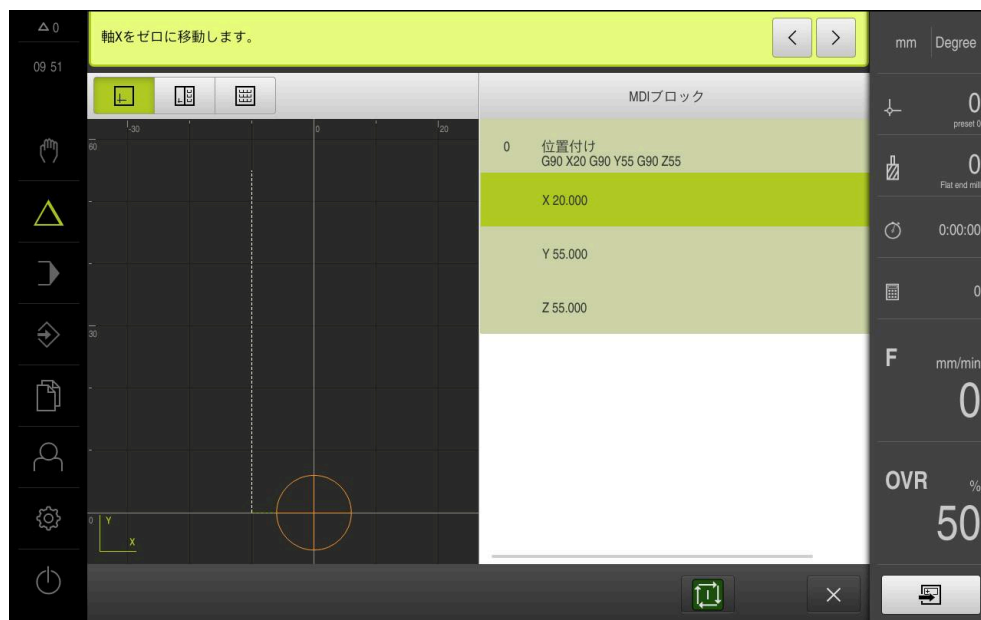 0
09 51
軸Xをゼロに移動します。
mm Degree
MDIブロック
-30 0 20
60
30
0
Y
X
0 位置付け
G90 X20 G90 Y55 G90 Z55
X 20.000
Y 55.000
Z 55.000
0
preset 0
0
Flat end mill
0:00:00
0
F mm/min
0
OVR %
50